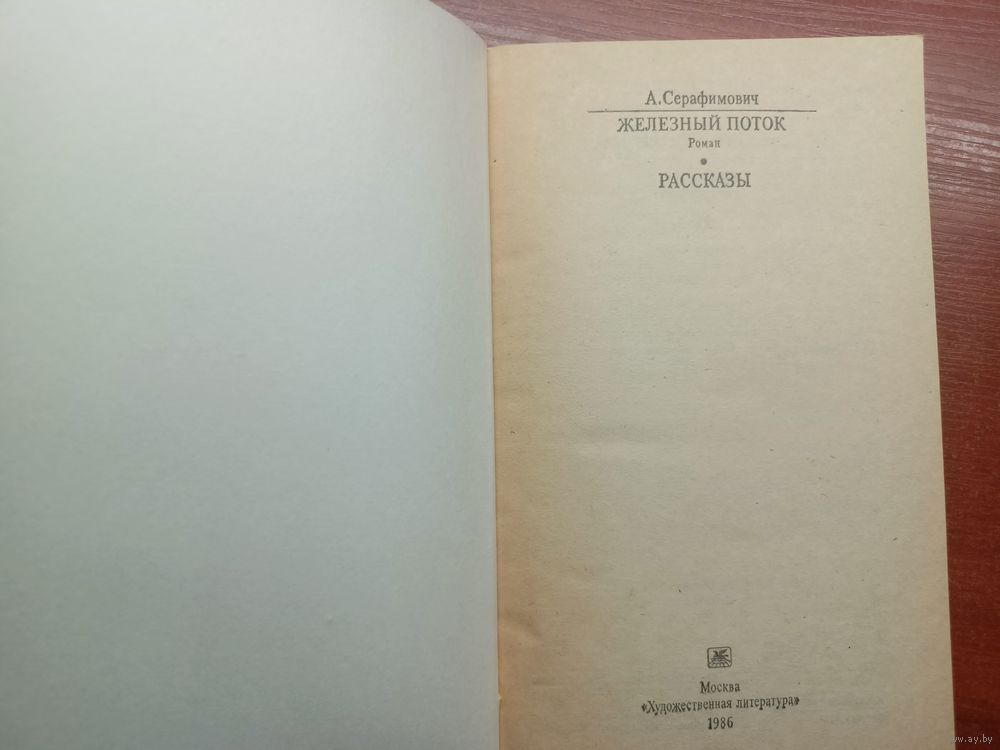 А. Серафимович
ЖЕЛЕЗНЫЙ ПОТОК
Роман
•
РАССКАЗЫ
Москва
«Художественная литература»
1986